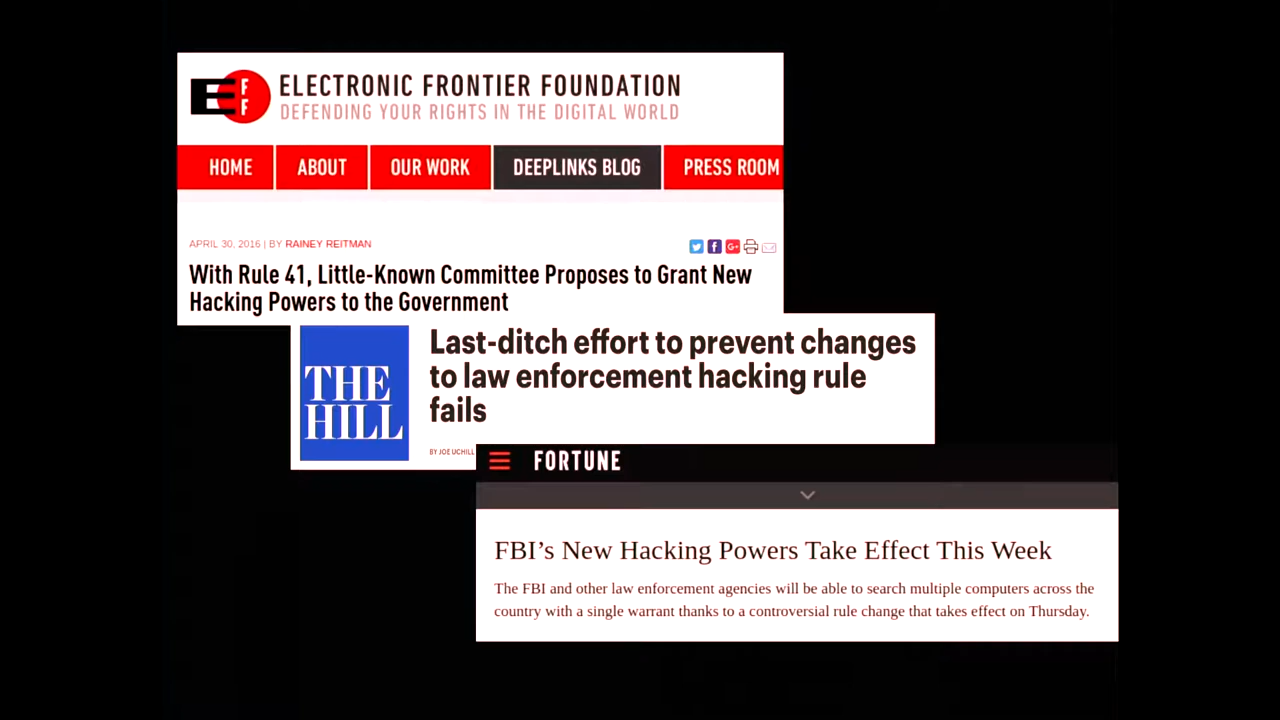 E F F
ELECTRONIC FRONTIER FOUNDATION
DEFENDING YOUR RIGHTS IN THE DIGITAL WORLD
HOME ABOUT OUR WORK DEEPLINKS BLOG PRESS ROOM
APRIL 30, 2016 | BY RAINEY REITMAN
With Rule 41, Little-Known Committee Proposes to Grant New
Hacking Powers to the Government
THE
HILL
Last-ditch effort to prevent changes
to law enforcement hacking rule
fails
BY JOE UCHILL
FORTUNE
FBI’s New Hacking Powers Take Effect This Week
The FBI and other law enforcement agencies will be able to search multiple computers across the
country with a single warrant thanks to a controversial rule change that takes effect on Thursday.